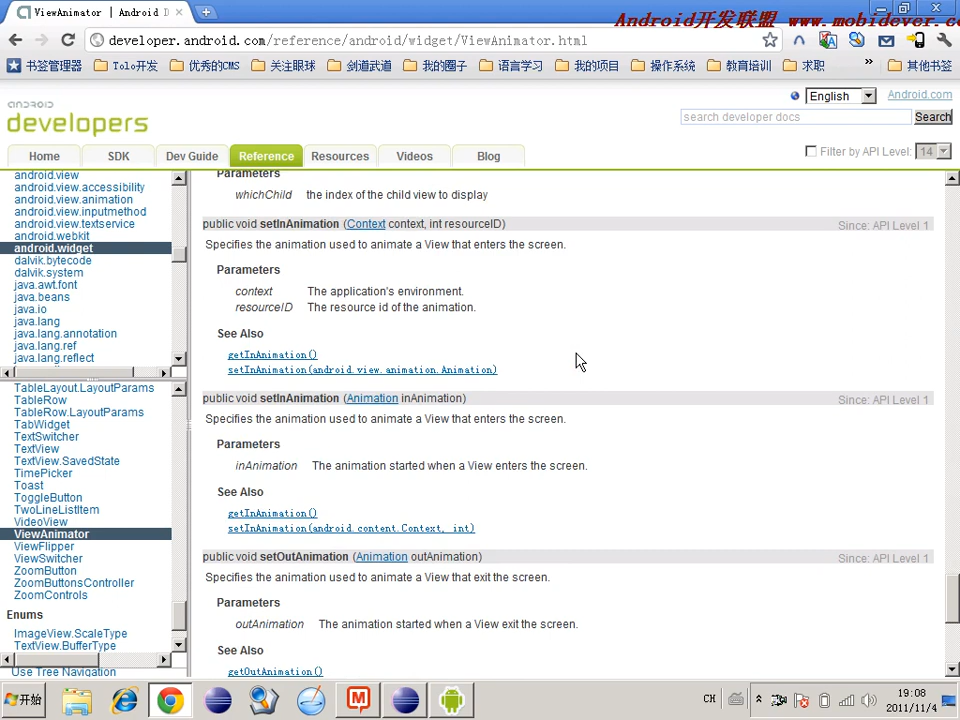 ViewAnimator | Android D
Android开发联盟 www.mobidever.co
developer.android.com/reference/android/widget/ViewAnimator.html
书签管理器
Tolo开发
优秀的CMS
关注眼球
剑道武道
我的圈子
语言学习
我的项目
操作系统
教育培训
求职
»
其他书签
English
Android.com
android
developers
search developer docs
Search
Home
SDK
Dev Guide
Reference
Resources
Videos
Blog
Filter by API Level: 14
android.view
android.view.accessibility
android.view.animation
android.view.inputmethod
android.view.textservice
android.webkit
android.widget
dalvik.bytecode
dalvik.system
java.awt.font
java.beans
java.io
java.lang
java.lang.annotation
java.lang.ref
java.lang.reflect
TableLayout.LayoutParams
TableRow
TableRow.LayoutParams
TabWidget
TextSwitcher
TextView
TextView.SavedState
TimePicker
Toast
ToggleButton
TwoLineListItem
VideoView
ViewAnimator
ViewFlipper
ViewSwitcher
ZoomButton
ZoomButtonsController
ZoomControls
Enums
ImageView.ScaleType
TextView.BufferType
Use Tree Navigation
Parameters
whichChild the index of the child view to display
public void setInAnimation (Context context, int resourceID)
Since: API Level 1
Specifies the animation used to animate a View that enters the screen.
Parameters
context The application's environment.
resourceID The resource id of the animation.
See Also
getInAnimation()
setInAnimation(android.view.animation.Animation)
public void setInAnimation (Animation inAnimation)
Since: API Level 1
Specifies the animation used to animate a View that enters the screen.
Parameters
inAnimation The animation started when a View enters the screen.
See Also
getInAnimation()
setInAnimation(android.content.Context, int)
public void setOutAnimation (Animation outAnimation)
Since: API Level 1
Specifies the animation used to animate a View that exit the screen.
Parameters
outAnimation The animation started when a View exit the screen.
See Also
getOutAnimation()
开始
CH
19:08
2011/11/4